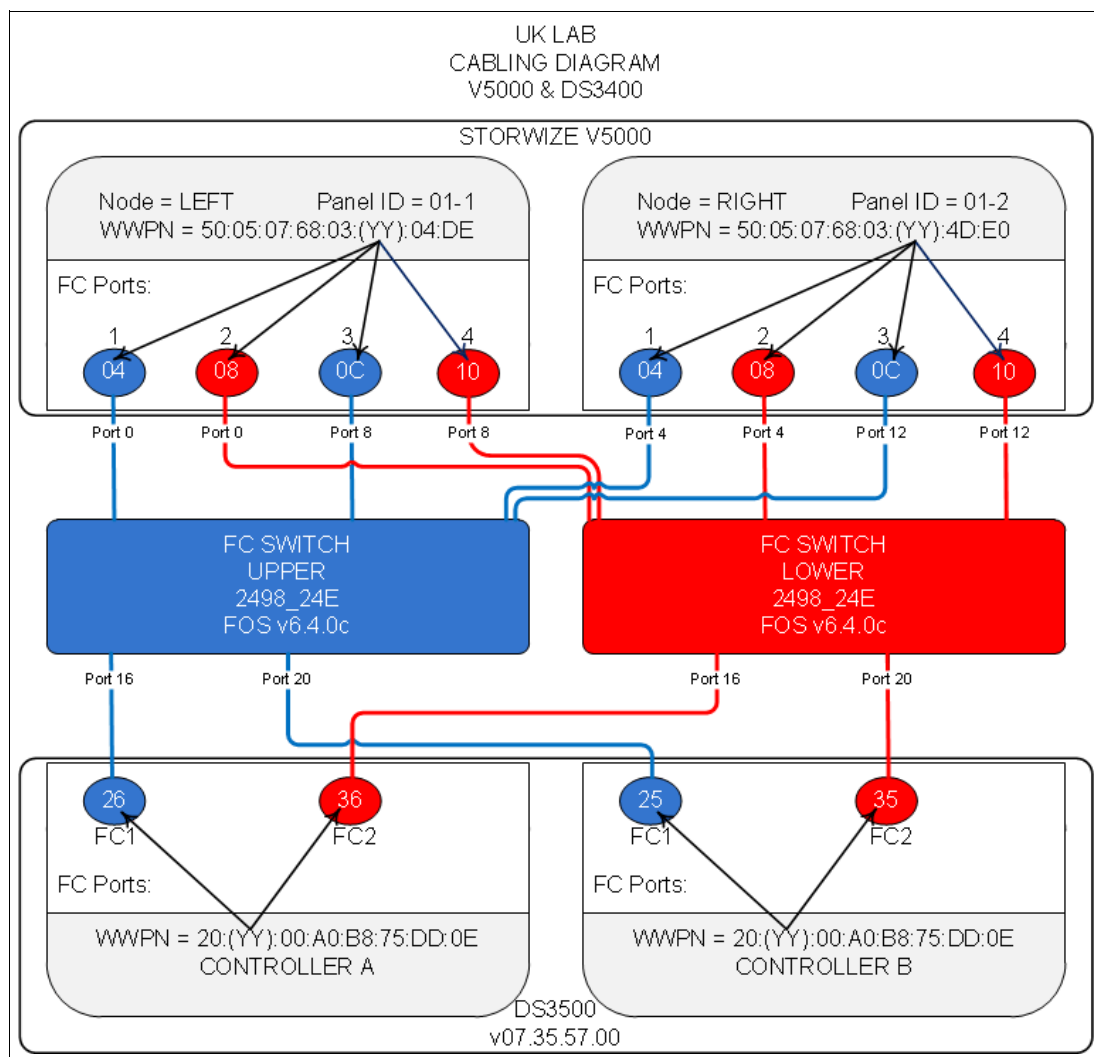 UK LAB
CABLING DIAGRAM
V5000 & DS3400
STORWIZE V5000
Node = LEFT Panel ID = 01-1
WWPN = 50:05:07:68:03:(YY):04:DE
FC Ports:
1 2 3 4
04 08 0C 10
Node = RIGHT Panel ID = 01-2
WWPN = 50:05:07:68:03:(YY):4D:E0
FC Ports:
1 2 3 4
04 08 0C 10
Port 0 Port 0 Port 8 Port 8 Port 4 Port 4 Port 12 Port 12
FC SWITCH
UPPER
2498_24E
FOS v6.4.0c
FC SWITCH
LOWER
2498_24E
FOS v6.4.0c
Port 16 Port 20 Port 16 Port 20
26 36
FC1 FC2
FC Ports:
WWPN = 20:(YY):00:A0:B8:75:DD:0E
CONTROLLER A
25 35
FC1 FC2
FC Ports:
WWPN = 20:(YY):00:A0:B8:75:DD:0E
CONTROLLER B
DS3500
v07.35.57.00